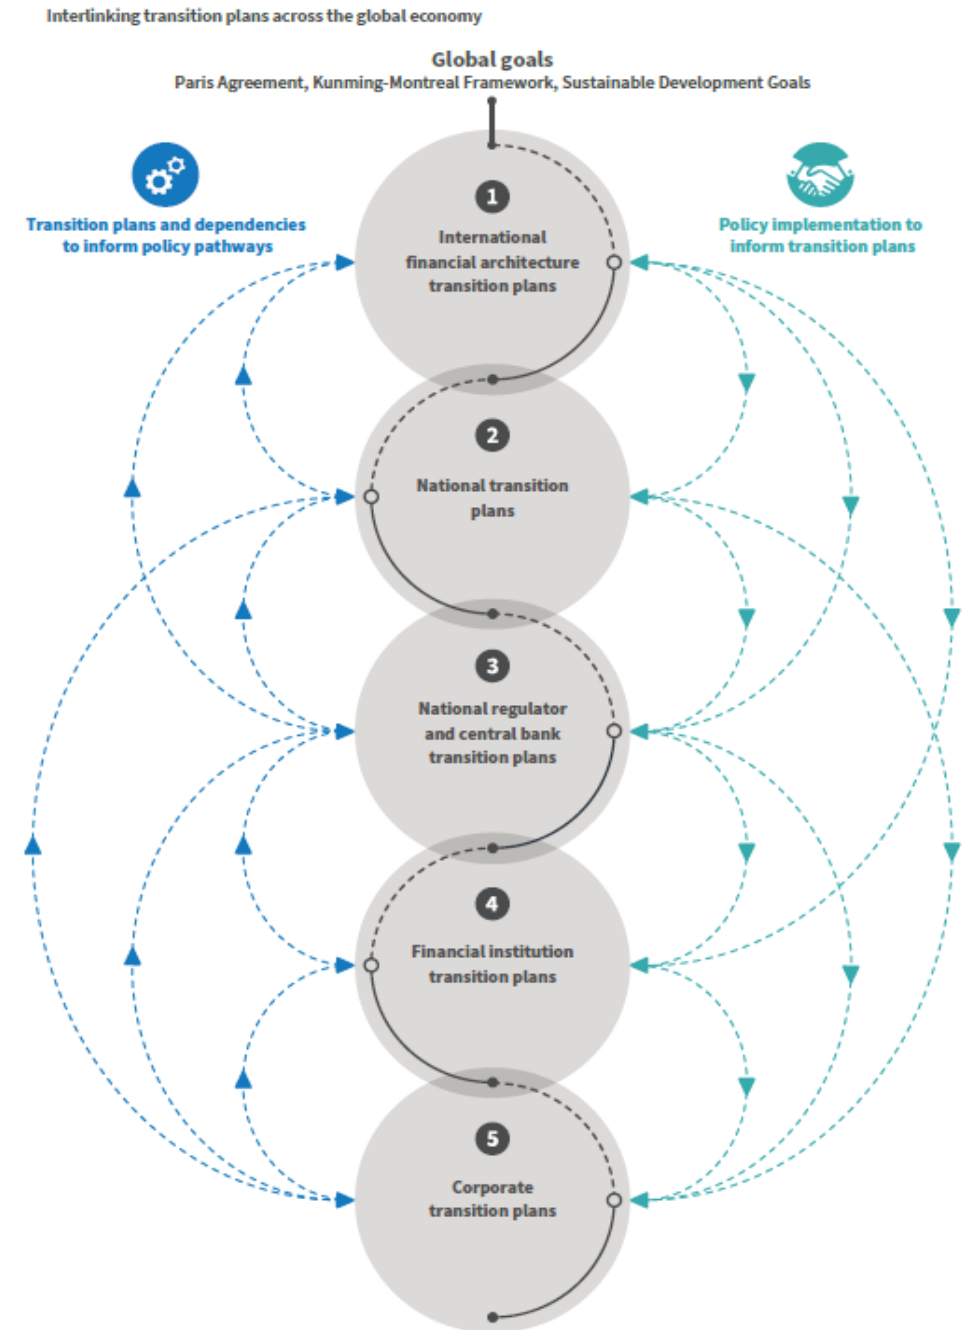 Interlinking transition plans across the global economy
Global goals
Paris Agreement, Kunming-Montreal Framework, Sustainable Development Goals
Transition plans and dependencies
to inform policy pathways
Policy implementation to
inform transition plans
1
International
financial architecture
transition plans
2
National transition
plans
3
National regulator
and central bank
transition plans
4
Financial institution
transition plans
5
Corporate
transition plans